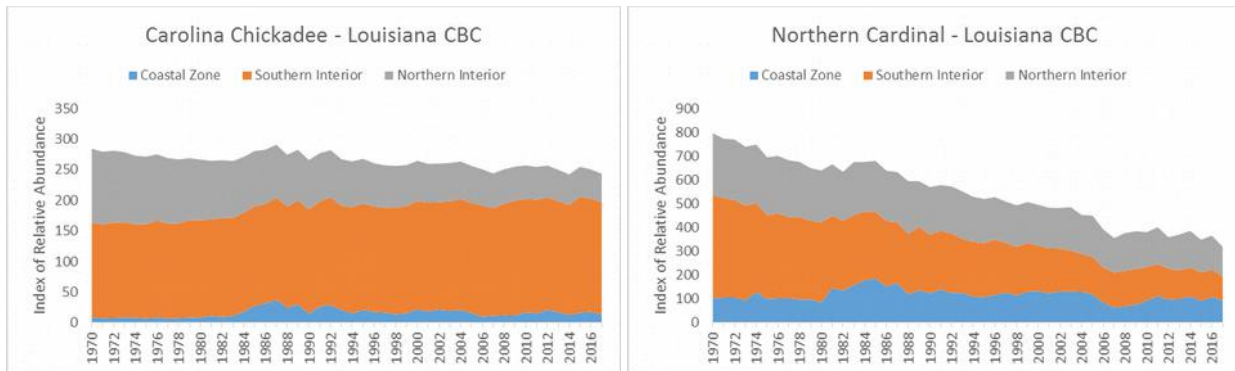 Carolina Chickadee - Louisiana CBC
Coastal Zone Southern Interior Northern Interior
Index of Relative Abundance
350
300
250
200
150
100
50
0
1970 1972 1974 1976 1978 1980 1982 1984 1986 1988 1990 1992 1994 1996 1998 2000 2002 2004 2006 2008 2010 2012 2014 2016
Northern Cardinal - Louisiana CBC
Coastal Zone Southern Interior Northern Interior
Index of Relative Abundance
900
800
700
600
500
400
300
200
100
0
1970 1972 1974 1976 1978 1980 1982 1984 1986 1988 1990 1992 1994 1996 1998 2000 2002 2004 2006 2008 2010 2012 2014 2016